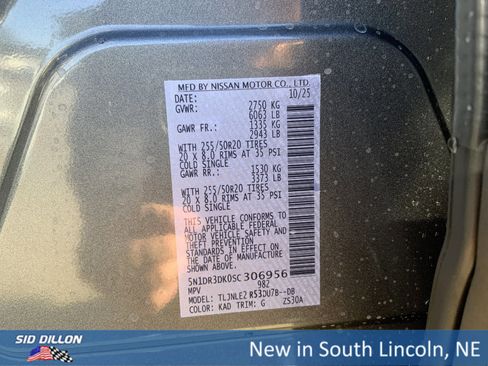 MFD BY NISSAN MOTOR CO., LTD.
DATE: 10/25
GVWR: 2750 KG
6063 LB
GAWR FR.: 1335 KG
2943 LB
WITH 255/50R20 TIRES
20 X 8.0 RIMS AT 35 PSI
COLD SINGLE
GAWR RR.: 1530 KG
3373 LB
WITH 255/50R20 TIRES
20 X 8.0 RIMS AT 35 PSI
COLD SINGLE
THIS VEHICLE CONFORMS TO
ALL APPLICABLE FEDERAL
MOTOR VEHICLE SAFETY AND
THEFT PREVENTION
STANDARDS IN EFFECT ON
THE DATE OF MANUFACTURE
SHOWN ABOVE.
5N1DR3DK0SC306956
MPV 982
MODEL: TLJNLE2 R53DU7B--DB
COLOR: KAD TRIM: G ZS30A
SID DILLON
New in South Lincoln, NE